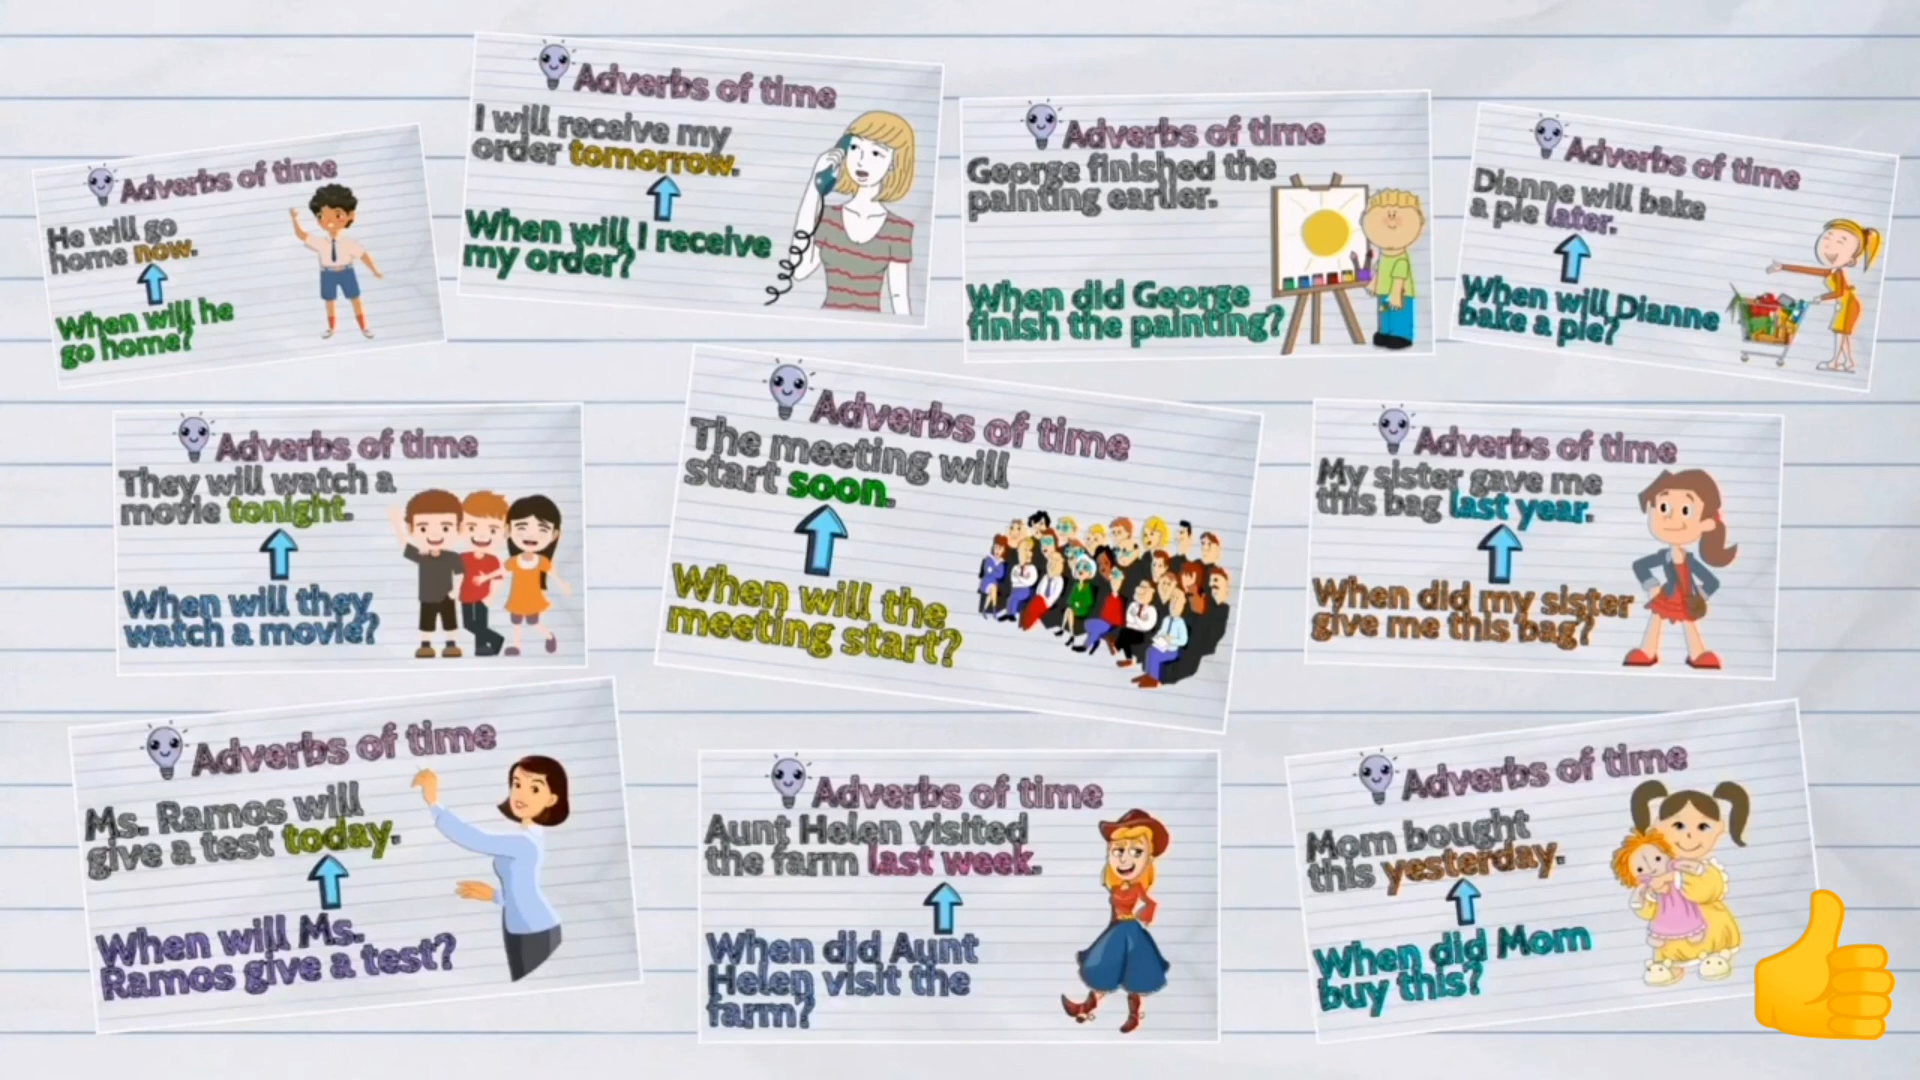 Adverbs of time
He will go
home now.
When will he
go home?
Adverbs of time
I will receive my
order tomorrow.
When will I receive
my order?
Adverbs of time
George finished the
painting earlier.
When did George
finish the painting?
Adverbs of time
Dianne will bake
a pie later.
When will Dianne
bake a pie?
Adverbs of time
They will watch a
movie tonight.
When will they
watch a movie?
Adverbs of time
The meeting will
start soon.
When will the
meeting start?
Adverbs of time
My sister gave me
this bag last year.
When did my sister
give me this bag?
Adverbs of time
Ms. Ramos will
give a test today.
When will Ms.
Ramos give a test?
Adverbs of time
Aunt Helen visited
the farm last week.
When did Aunt
Helen visit the
farm?
Adverbs of time
Mom bought
this yesterday.
When did Mom
buy this?